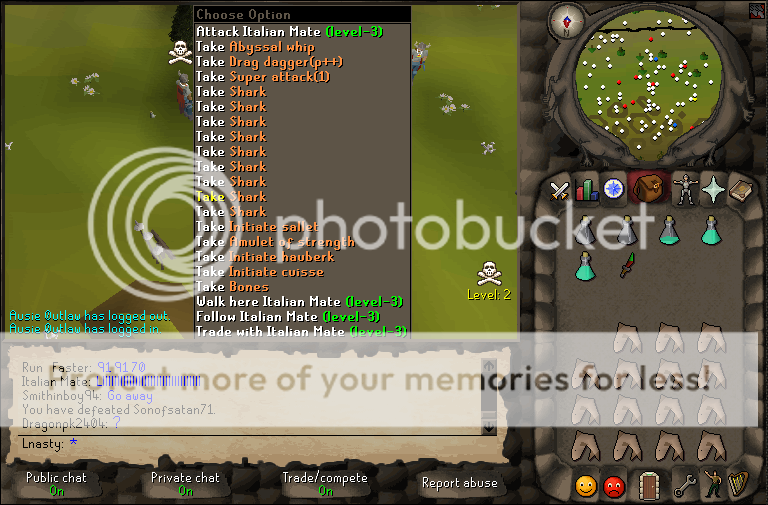 Choose Option
Attack Italian Mate (level-3)
Take Abyssal whip
Take Drag dagger(p++)
Take Super attack(1)
Take Shark
Take Shark
Take Shark
Take Shark
Take Shark
Take Shark
Take Shark
Take Shark
Take Shark
Take Initiate sallet
Take Amulet of strength
Take Initiate hauberk
Take Initiate cuisse
Take Bones
Walk here Italian Mate (level-3)
Follow Italian Mate (level-3)
Trade with Italian Mate (level-3)
N
Level: 2
photobucket
Protect more of your memories for less!
Ausie Outlaw has logged out.
Ausie Outlaw has logged in.
Run Faster: 919170
Italian Mate:
Smithinboy94: Go away
You have defeated Sonofsatan71.
Dragonpk2404: ?
Lnasty: *
Public chat
On
Private chat
On
Trade/compete
On
Report abuse